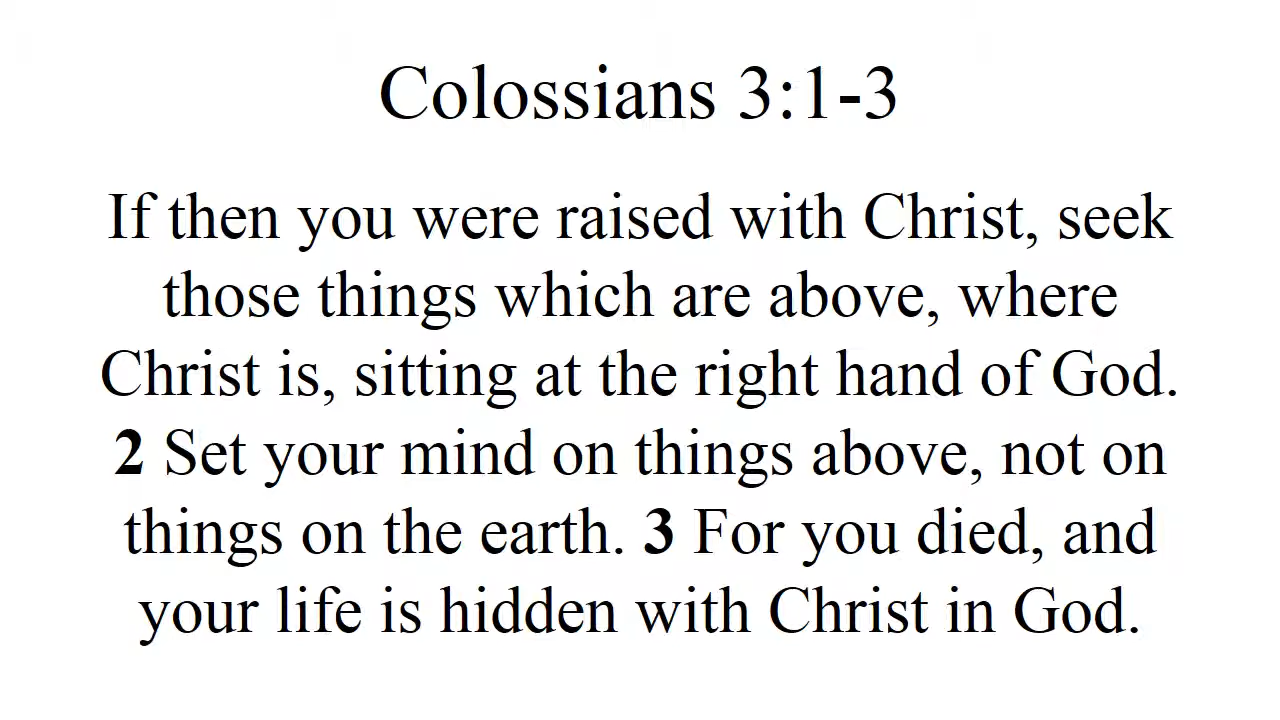 Colossians 3:1-3
If then you were raised with Christ, seek
those things which are above, where
Christ is, sitting at the right hand of God.
2 Set your mind on things above, not on
things on the earth. 3 For you died, and
your life is hidden with Christ in God.